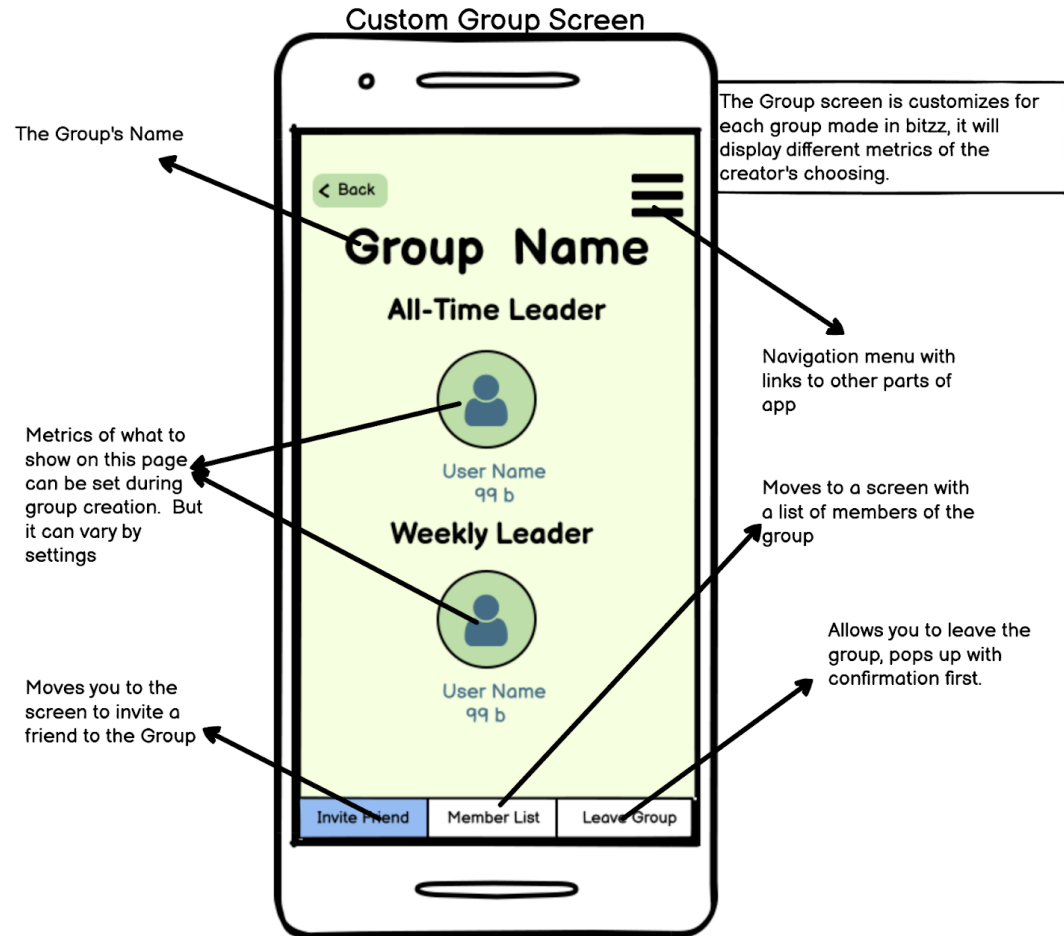 Custom Group Screen
The Group screen is customizes for
each group made in bitzz, it will
display different metrics of the
creator's choosing.
The Group's Name
Back
Group Name
All-Time Leader
Navigation menu with
links to other parts of
app
Metrics of what to
show on this page
can be set during
group creation. But
it can vary by
settings
User Name
99 b
Moves to a screen with
a list of members of the
group
Weekly Leader
Allows you to leave the
group, pops up with
confirmation first.
Moves you to the
screen to invite a
friend to the Group
User Name
99 b
Invite Friend
Member List
Leave Group